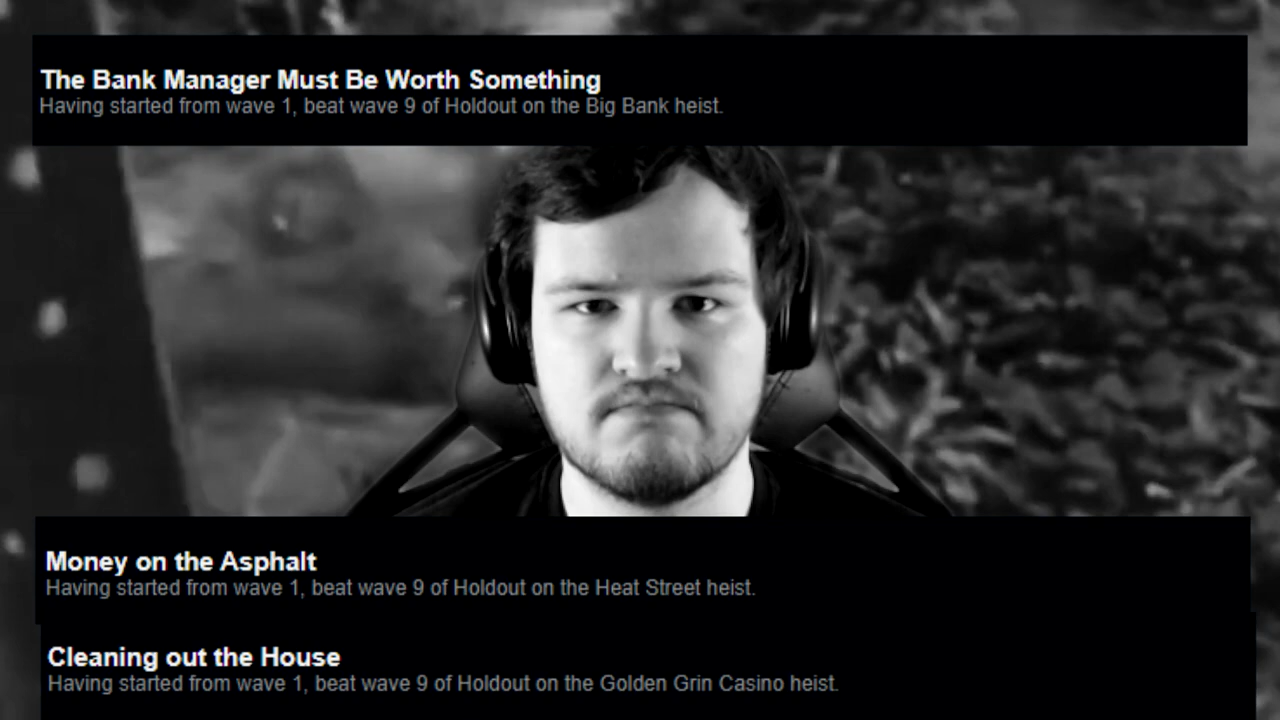 The Bank Manager Must Be Worth Something
Having started from wave 1, beat wave 9 of Holdout on the Big Bank heist.
Money on the Asphalt
Having started from wave 1, beat wave 9 of Holdout on the Heat Street heist.
Cleaning out the House
Having started from wave 1, beat wave 9 of Holdout on the Golden Grin Casino heist.